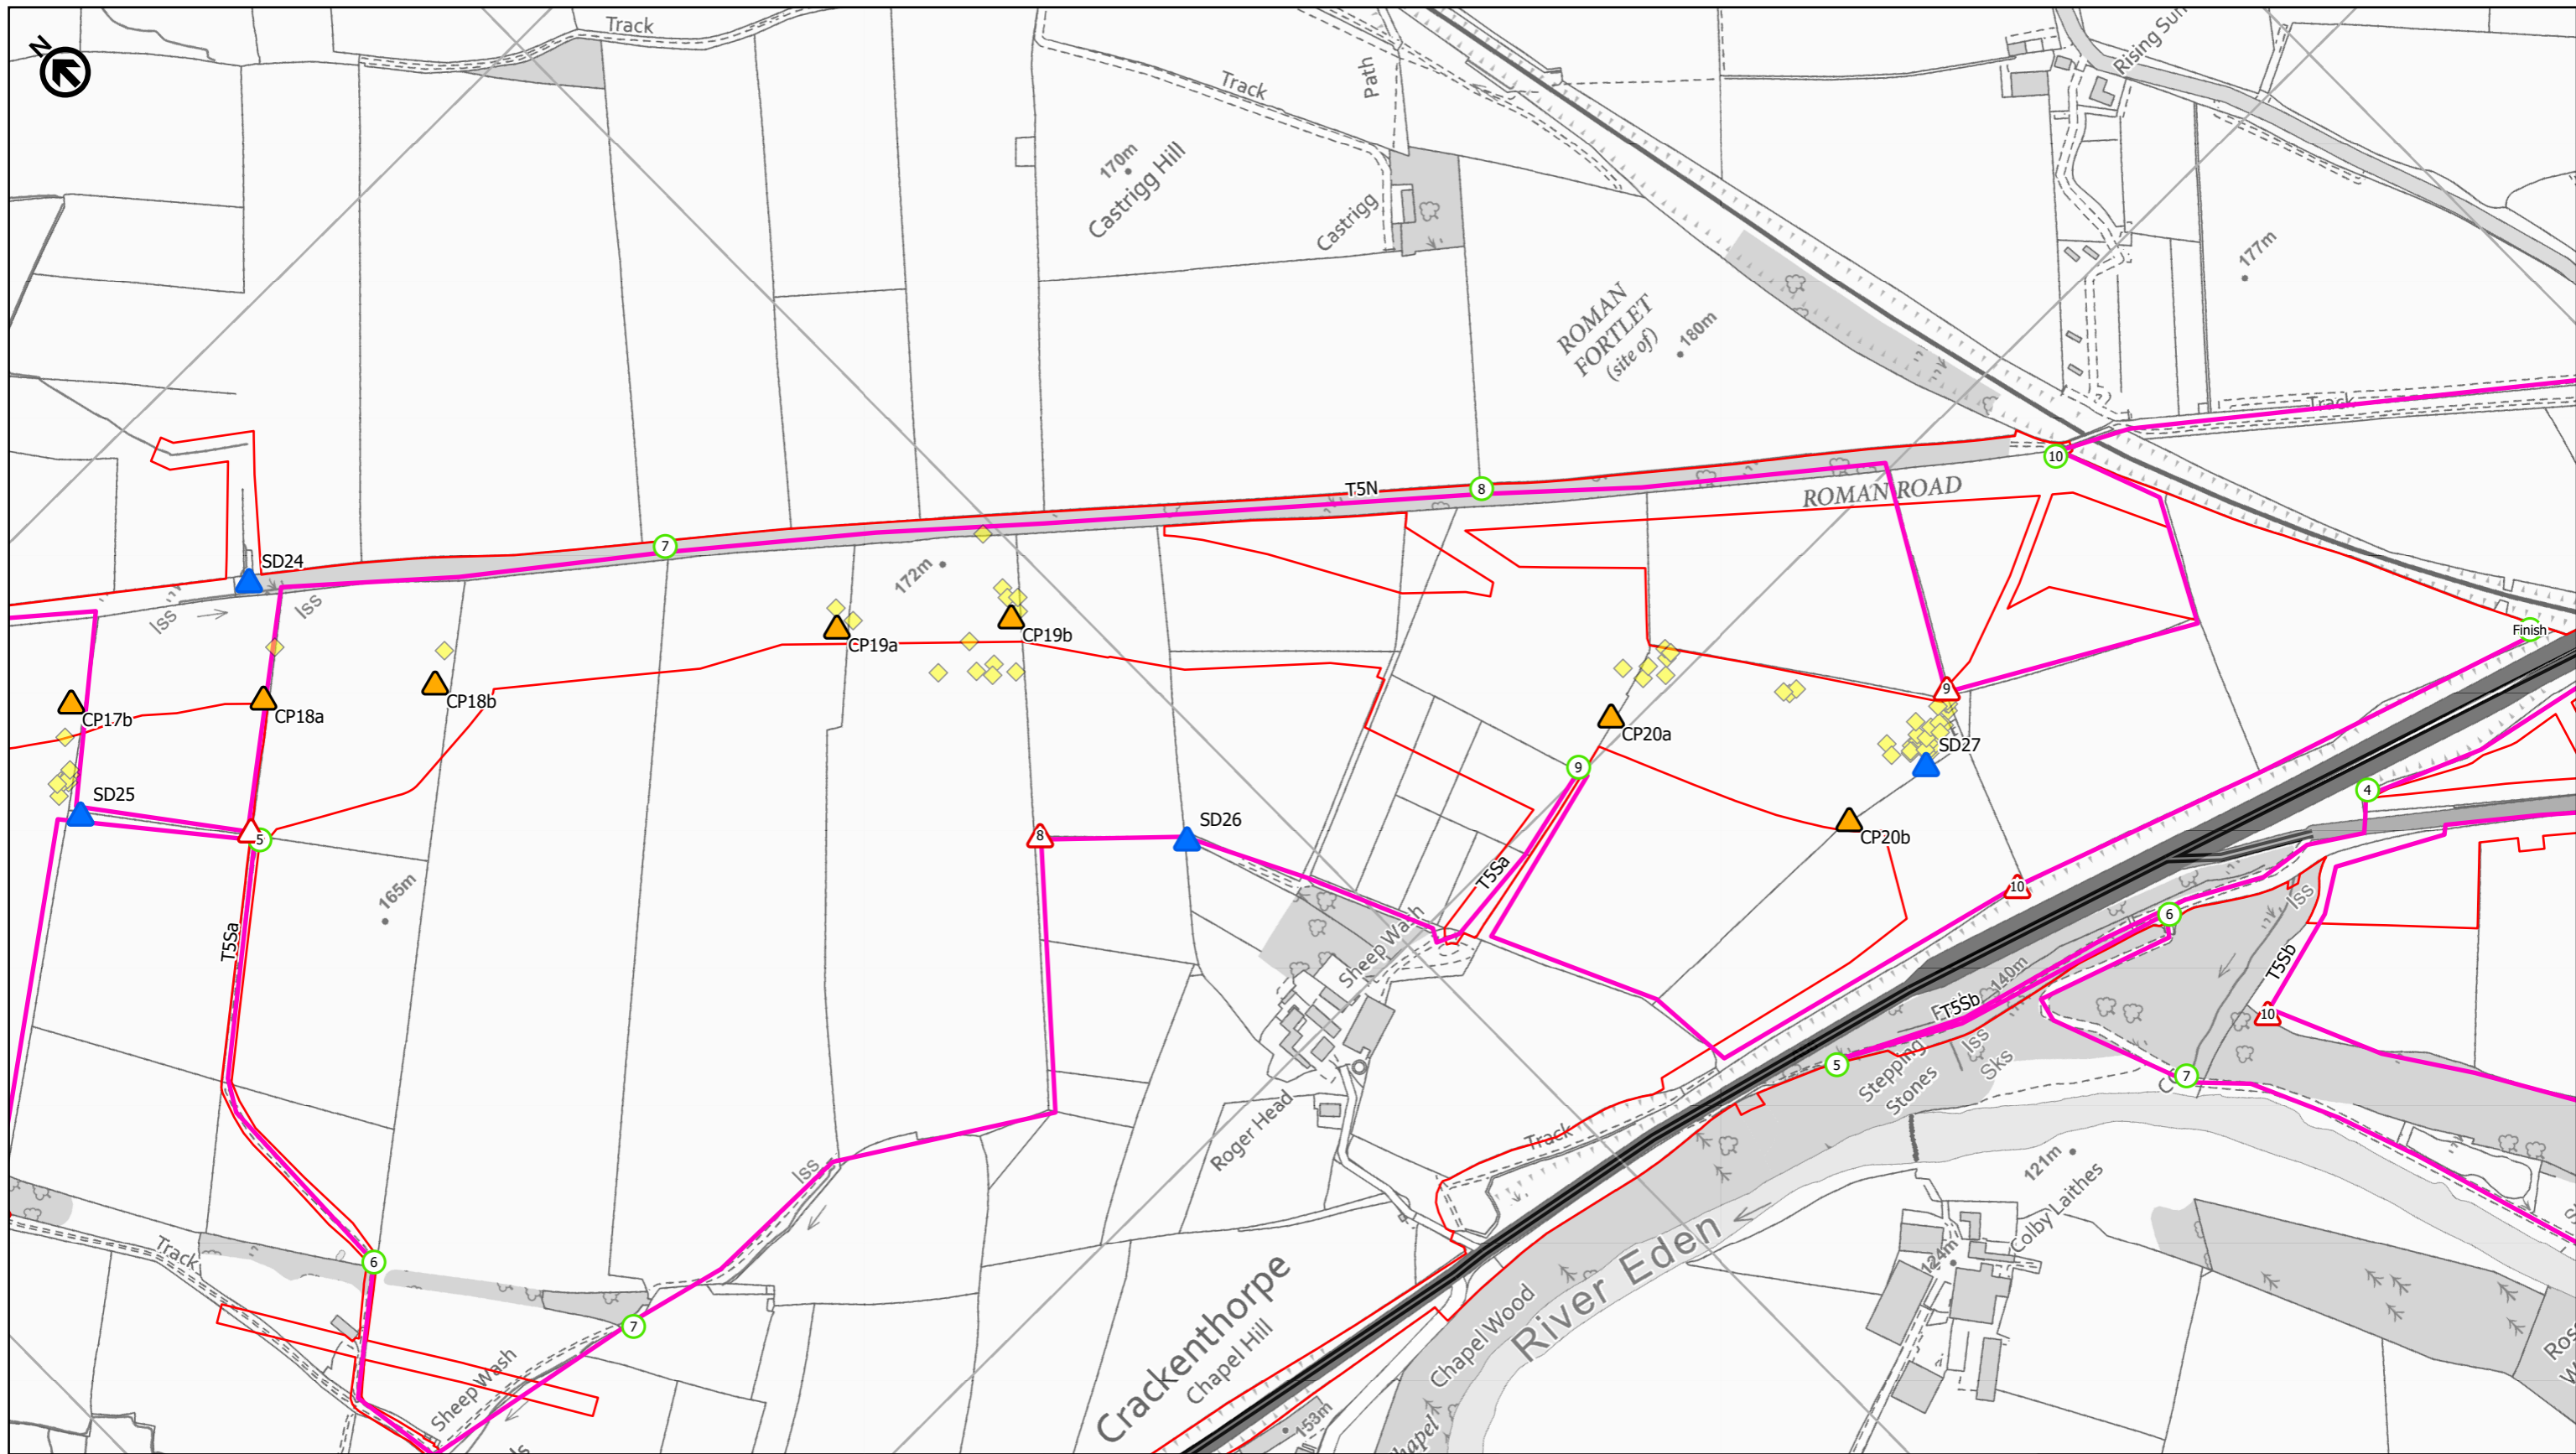 N
Track
Track
Path
Rising Sun
170m
Castrigg Hill
Castrigg
177m
ROMAN
FORTLET
(site of)
180m
Track
10
T5N
8
ROMAN ROAD
7
SD24
Iss
Iss
172m
Finish
CP17b
CP18a
CP18b
CP19a
CP19b
CP20a
9
SD27
SD25
5
8
SD26
9
CP20b
4
T5Sa
165m
T5Sa
Sheep Wash
10
6
Iss
T5Sb
140m
T5Sb
10
5
Stepping
Stones
Iss
Sks
7
Roger Head
Track
121m
Colby Laithes
124m
Iss
Track
6
7
Sheep Wash
Crackenthorpe
Chapel Hill
Chapel Wood
River Eden
153m